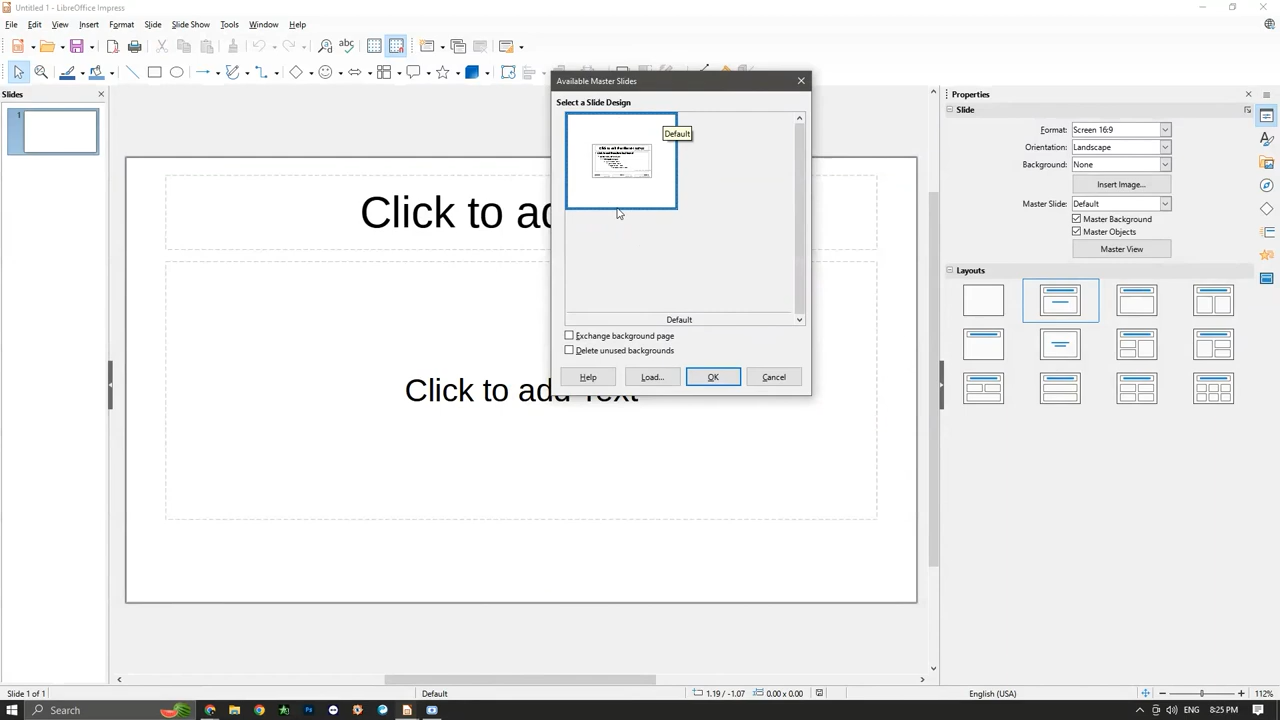 Untitled 1 - LibreOffice Impress
File Edit View Insert Format Slide Slide Show Tools Window Help
Slides
1
Click to ad
Click to add Text
Available Master Slides
Select a Slide Design
Default
Default
Exchange background page
Delete unused backgrounds
Help Load... OK Cancel
Properties
Slide
Format: Screen 16:9
Orientation: Landscape
Background: None
Insert Image...
Master Slide: Default
Master Background
Master Objects
Master View
Layouts
Slide 1 of 1 Default 1.19 / -1.07 0.00 x 0.00 English (USA) 112%
Search ENG 8:25 PM